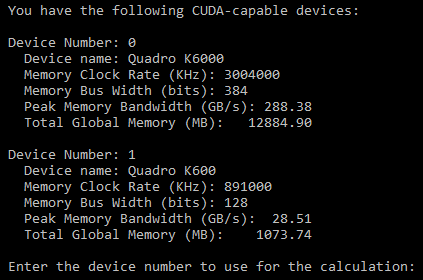 You have the following CUDA-capable devices:
Device Number: 0
Device name: Quadro K6000
Memory Clock Rate (KHz): 3004000
Memory Bus Width (bits): 384
Peak Memory Bandwidth (GB/s): 288.38
Total Global Memory (MB): 12884.90
Device Number: 1
Device name: Quadro K600
Memory Clock Rate (KHz): 891000
Memory Bus Width (bits): 128
Peak Memory Bandwidth (GB/s): 28.51
Total Global Memory (MB): 1073.74
Enter the device number to use for the calculation: